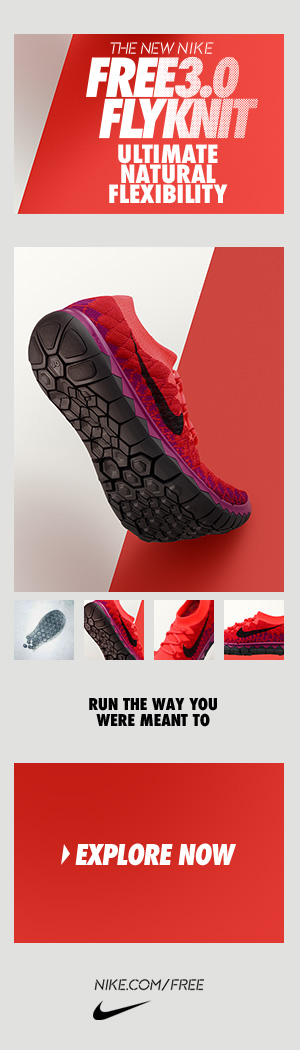 THE NEW NIKE
FREE3.0
FLYKNIT
ULTIMATE
NATURAL
FLEXIBILITY
RUN THE WAY YOU
WERE MEANT TO
EXPLORE NOW
NIKE.COM/FREE